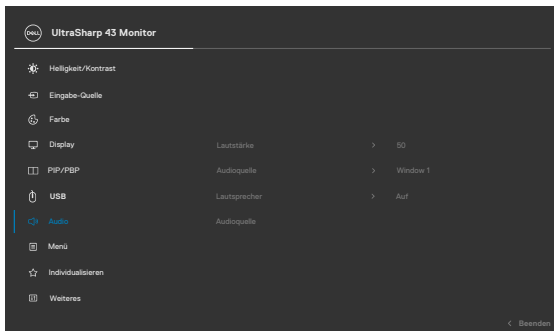 DELL UltraSharp 43 Monitor
Helligkeit/Kontrast
Eingabe-Quelle
Farbe
Display Lautstärke > 50
PIP/PBP Audioquelle > Window 1
USB Lautsprecher > Auf
Audio Audioquelle
Menü
Individualisieren
Weiteres
< Beenden